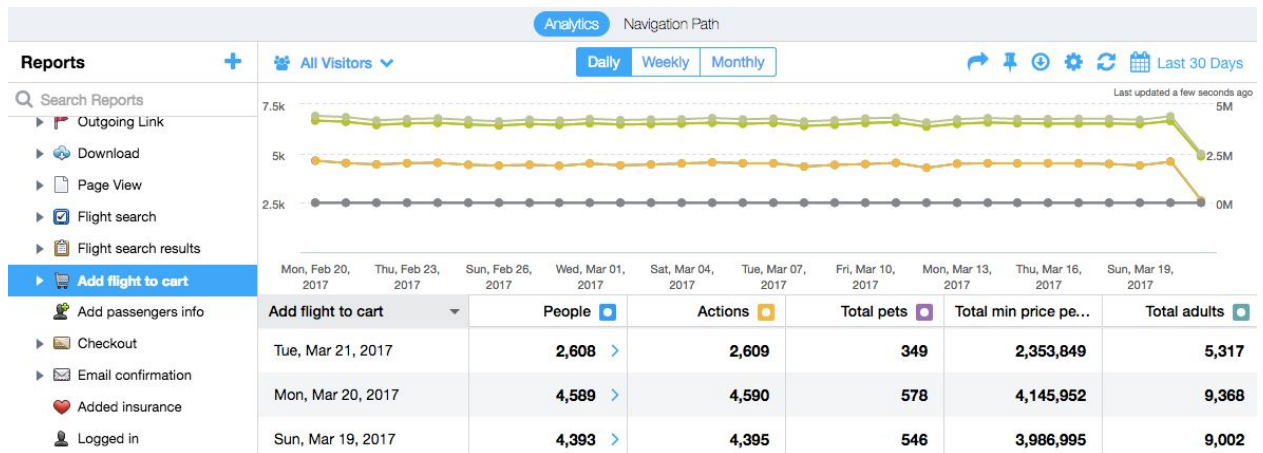 Analytics Navigation Path
Reports +
All Visitors
Daily Weekly Monthly
Last 30 Days
Search Reports
Last updated a few seconds ago
Outgoing Link
Download
Page View
Flight search
Flight search results
Add flight to cart
Add passengers info
Checkout
Email confirmation
Added insurance
Logged in
7.5k
5k
2.5k
5M
2.5M
0M
Mon, Feb 20, 2017
Thu, Feb 23, 2017
Sun, Feb 26, 2017
Wed, Mar 01, 2017
Sat, Mar 04, 2017
Tue, Mar 07, 2017
Fri, Mar 10, 2017
Mon, Mar 13, 2017
Thu, Mar 16, 2017
Sun, Mar 19, 2017
Add flight to cart People Actions Total pets Total min price pe... Total adults
Tue, Mar 21, 2017 2,608 2,609 349 2,353,849 5,317
Mon, Mar 20, 2017 4,589 4,590 578 4,145,952 9,368
Sun, Mar 19, 2017 4,393 4,395 546 3,986,995 9,002